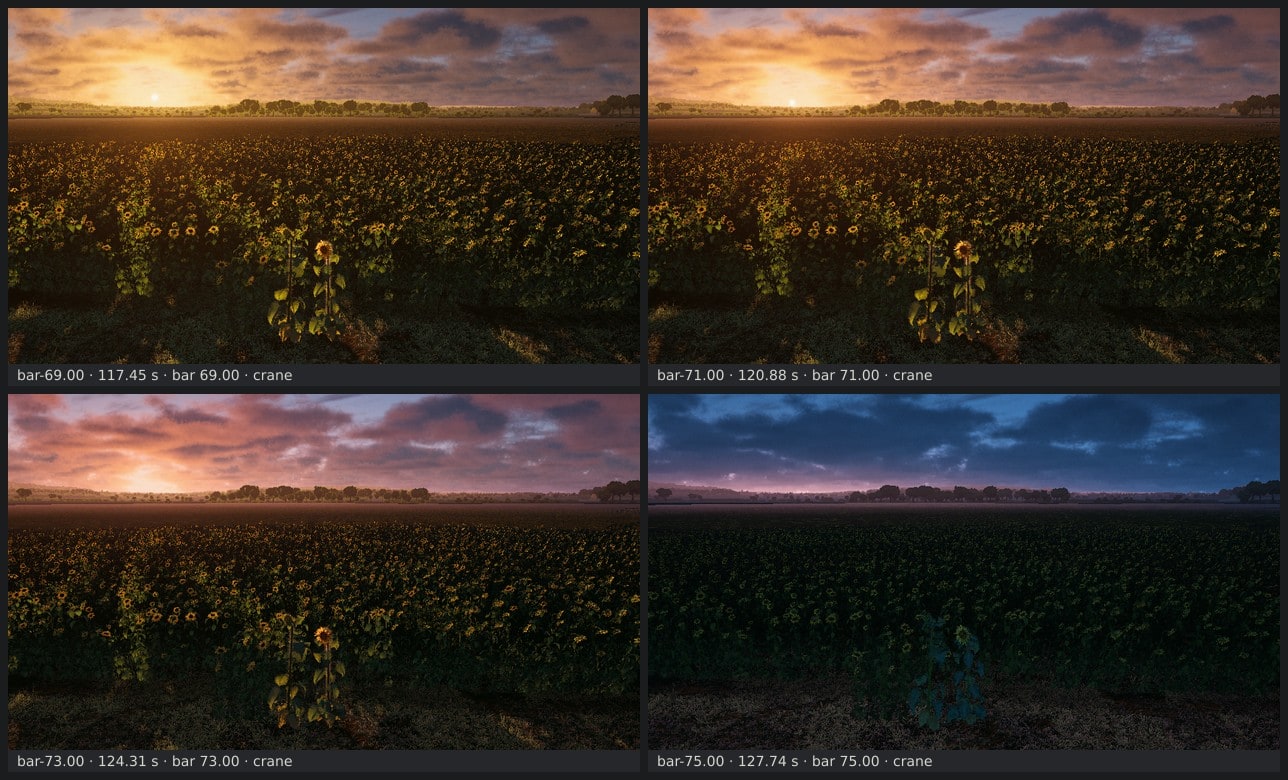 bar-69.00 · 117.45 s · bar 69.00 · crane
bar-71.00 · 120.88 s · bar 71.00 · crane
bar-73.00 · 124.31 s · bar 73.00 · crane
bar-75.00 · 127.74 s · bar 75.00 · crane